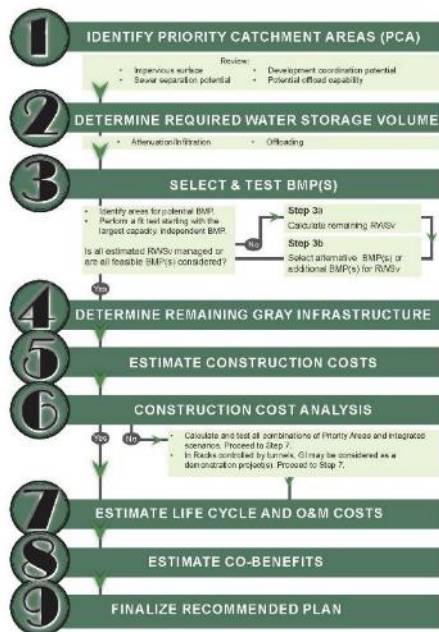 1 IDENTIFY PRIORITY CATCHMENT AREAS (PCA)
Review:
• Impervious surface
• Development coordination potential
• Sewer separation potential
• Potential offload capability
2 DETERMINE REQUIRED WATER STORAGE VOLUME
• Attenuation/Infiltration
• Offloading
3 SELECT & TEST BMP(S)
• Identify areas for potential BMP.
• Perform a fit test starting with the
largest capacity, independent BMP.
Is all estimated RWSv managed or
are all feasible BMP(s) considered?
No
Step 3a
Calculate remaining RWSv
Step 3b
Select alternative BMP(s) or
additional BMP(s) for RWSv
Yes
4 DETERMINE REMAINING GRAY INFRASTRUCTURE
5 ESTIMATE CONSTRUCTION COSTS
6 CONSTRUCTION COST ANALYSIS
Yes
No
• Calculate and test all combinations of Priority Areas and integrated
scenarios. Proceed to Step 7.
• In Racks controlled by tunnels, GI may be considered as a
demonstration project(s). Proceed to Step 7.
7 ESTIMATE LIFE CYCLE AND O&M COSTS
8 ESTIMATE CO-BENEFITS
9 FINALIZE RECOMMENDED PLAN